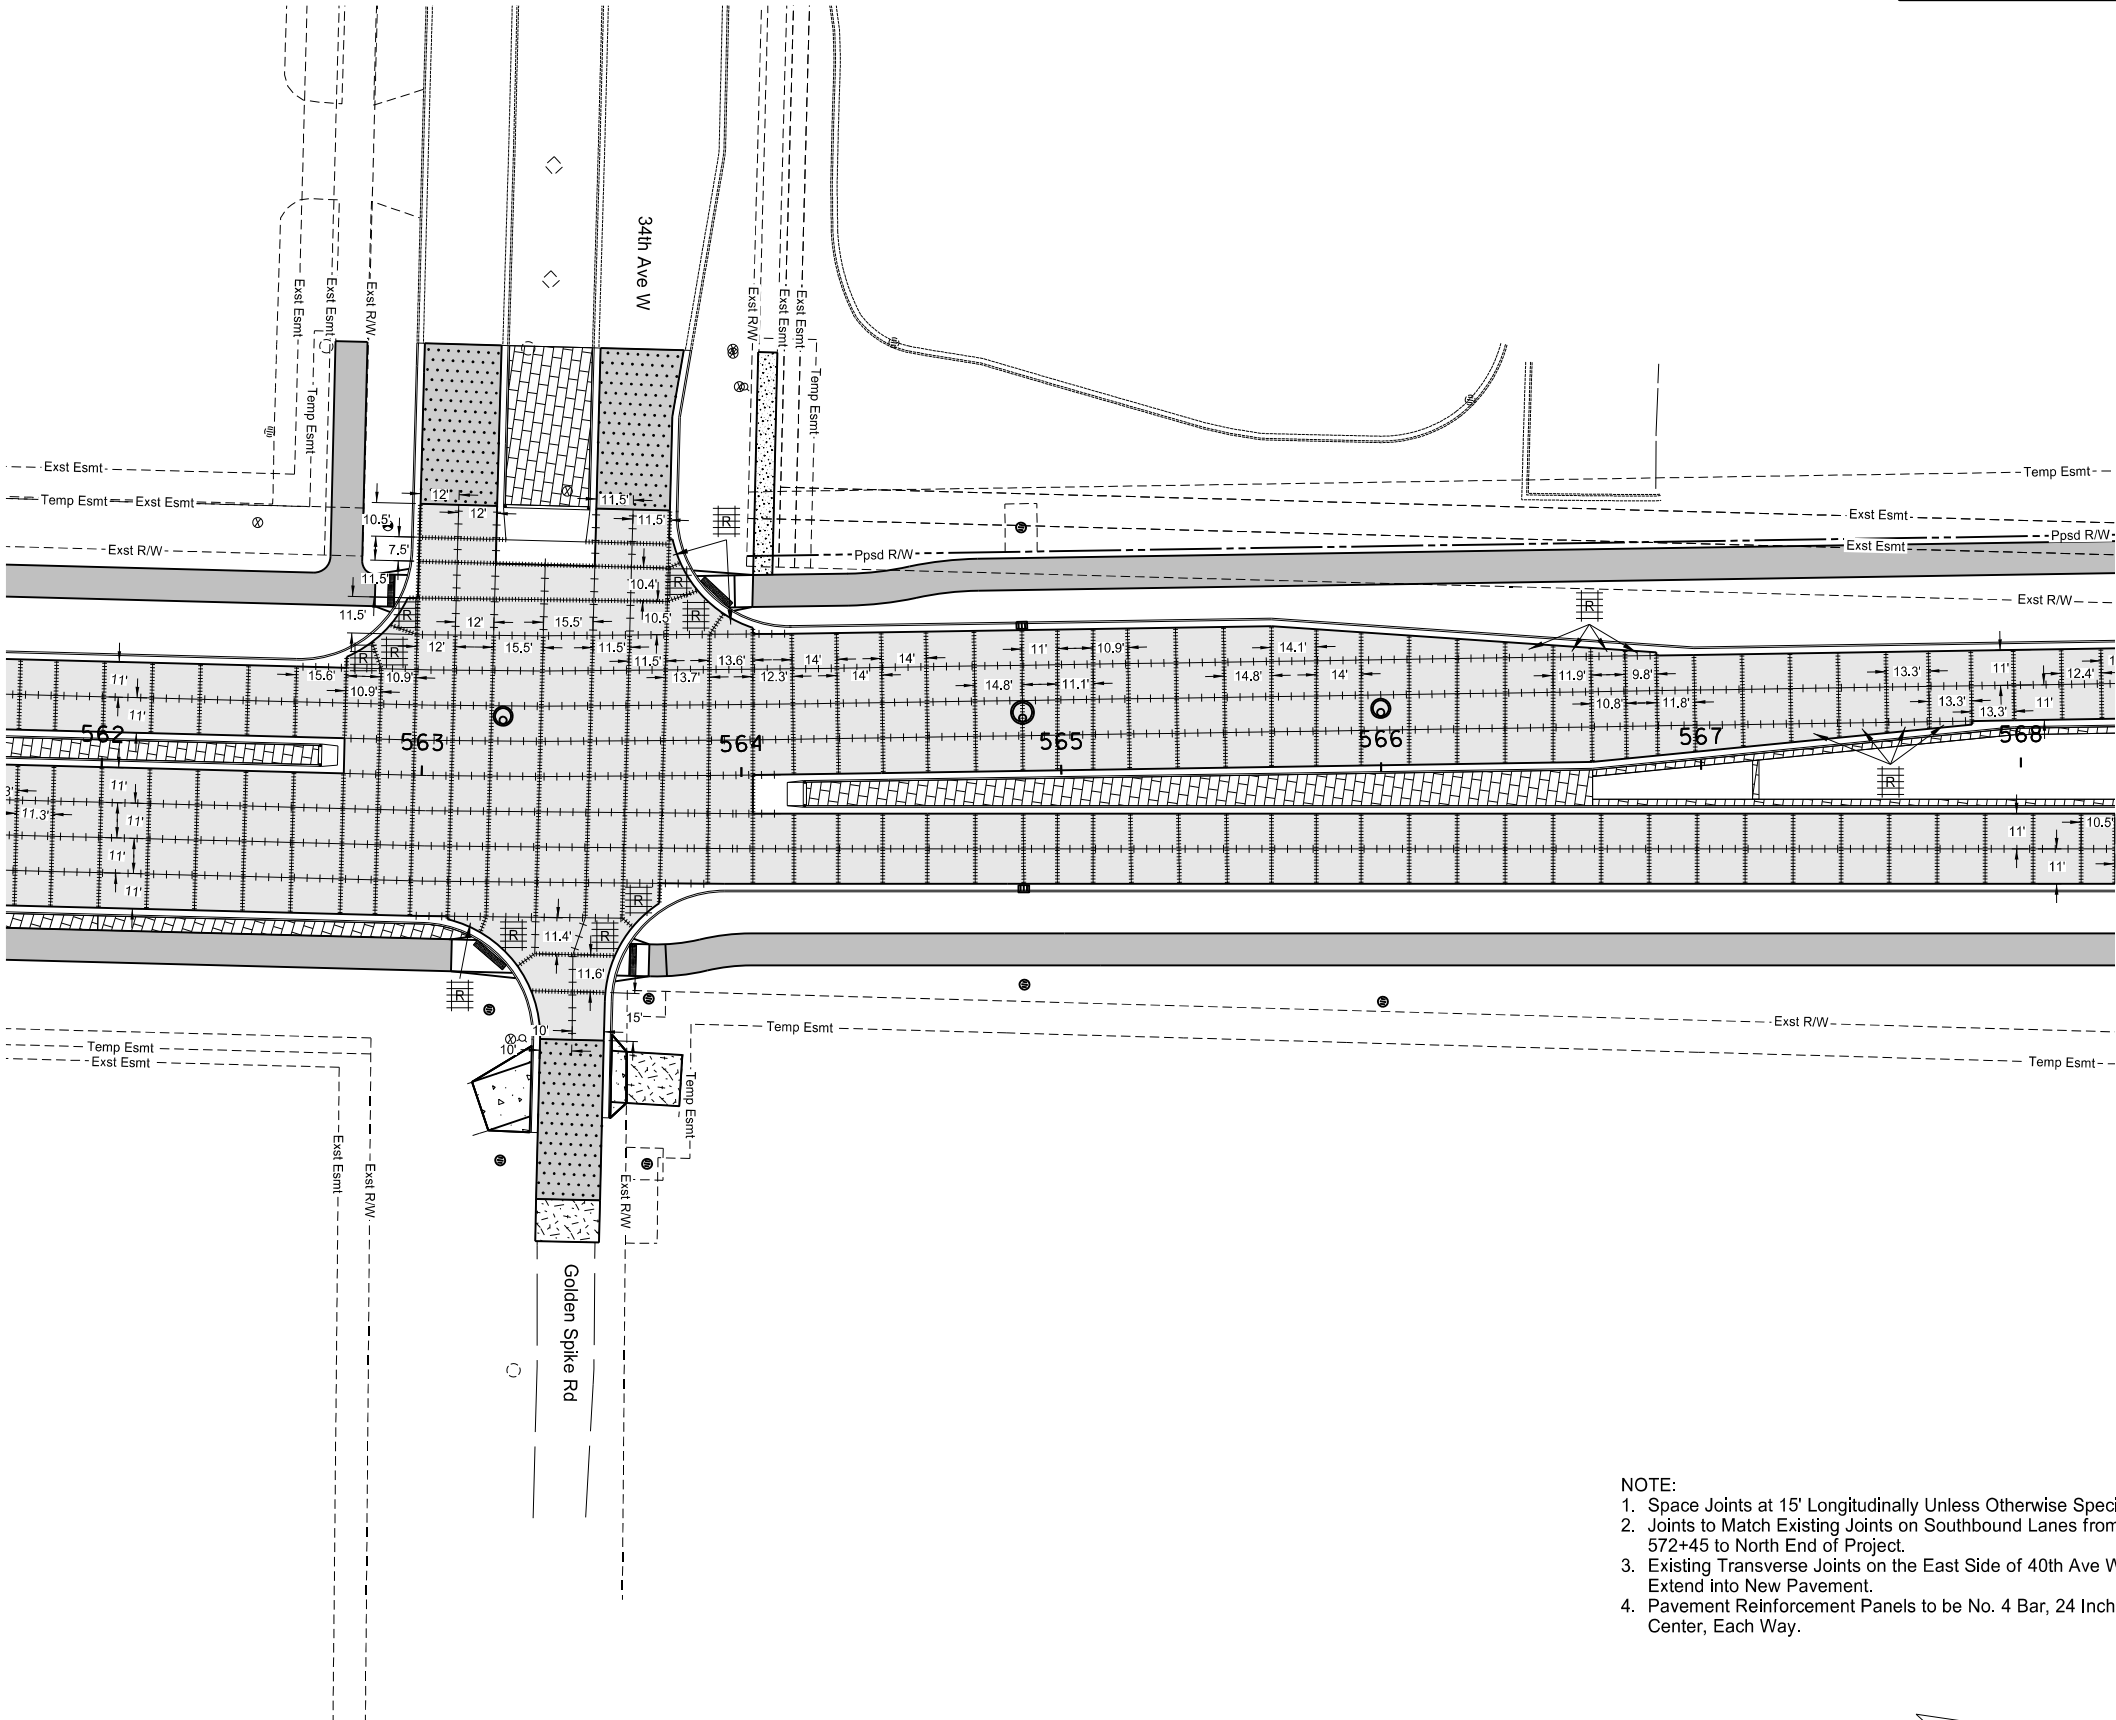 34th Ave W
Exst Esmt
Exst Esmt
Exst R/W
Temp Esmt
Exst R/W
Exst Esmt
Exst Esmt
Temp Esmt
Exst Esmt
Temp Esmt
Exst Esmt
Exst R/W
Temp Esmt
Exst Esmt
Ppsd R/W
Exst Esmt
Ppsd R/W
Exst R/W
12'
12'
11.5'
11.5'
10.5'
7.5'
11.5'
11.5'
10.4'
10.5'
R
R
R
R
R
R
R
12'
15.5'
12'
15.5'
11.5'
11.5'
13.6'
13.7'
12.3'
14'
14'
14'
14.8'
11'
11.1'
10.9'
14.8'
14.1'
14'
11.9'
10.8'
9.8'
11.8'
13.3'
13.3'
13.3'
11'
11'
12.4'
15.6'
10.9'
10.9'
11'
11'
562
563
564
565
566
567
568
R
11'
11.3'
11'
11'
11'
11'
11'
10.5'
R
R
R
R
11.4'
11.6'
15'
10'
10'
Temp Esmt
Exst R/W
Temp Esmt
Temp Esmt
Exst Esmt
Temp Esmt
Exst Esmt
Exst R/W
Exst R/W
Golden Spike Rd
NOTE:
1. Space Joints at 15' Longitudinally Unless Otherwise
2. Joints to Match Existing Joints on Southbound Lanes from
572+45 to North End of Project.
3. Existing Transverse Joints on the East Side of 40th Ave
Extend into New Pavement.
4. Pavement Reinforcement Panels to be No. 4 Bar, 24 Inch
Center, Each Way.